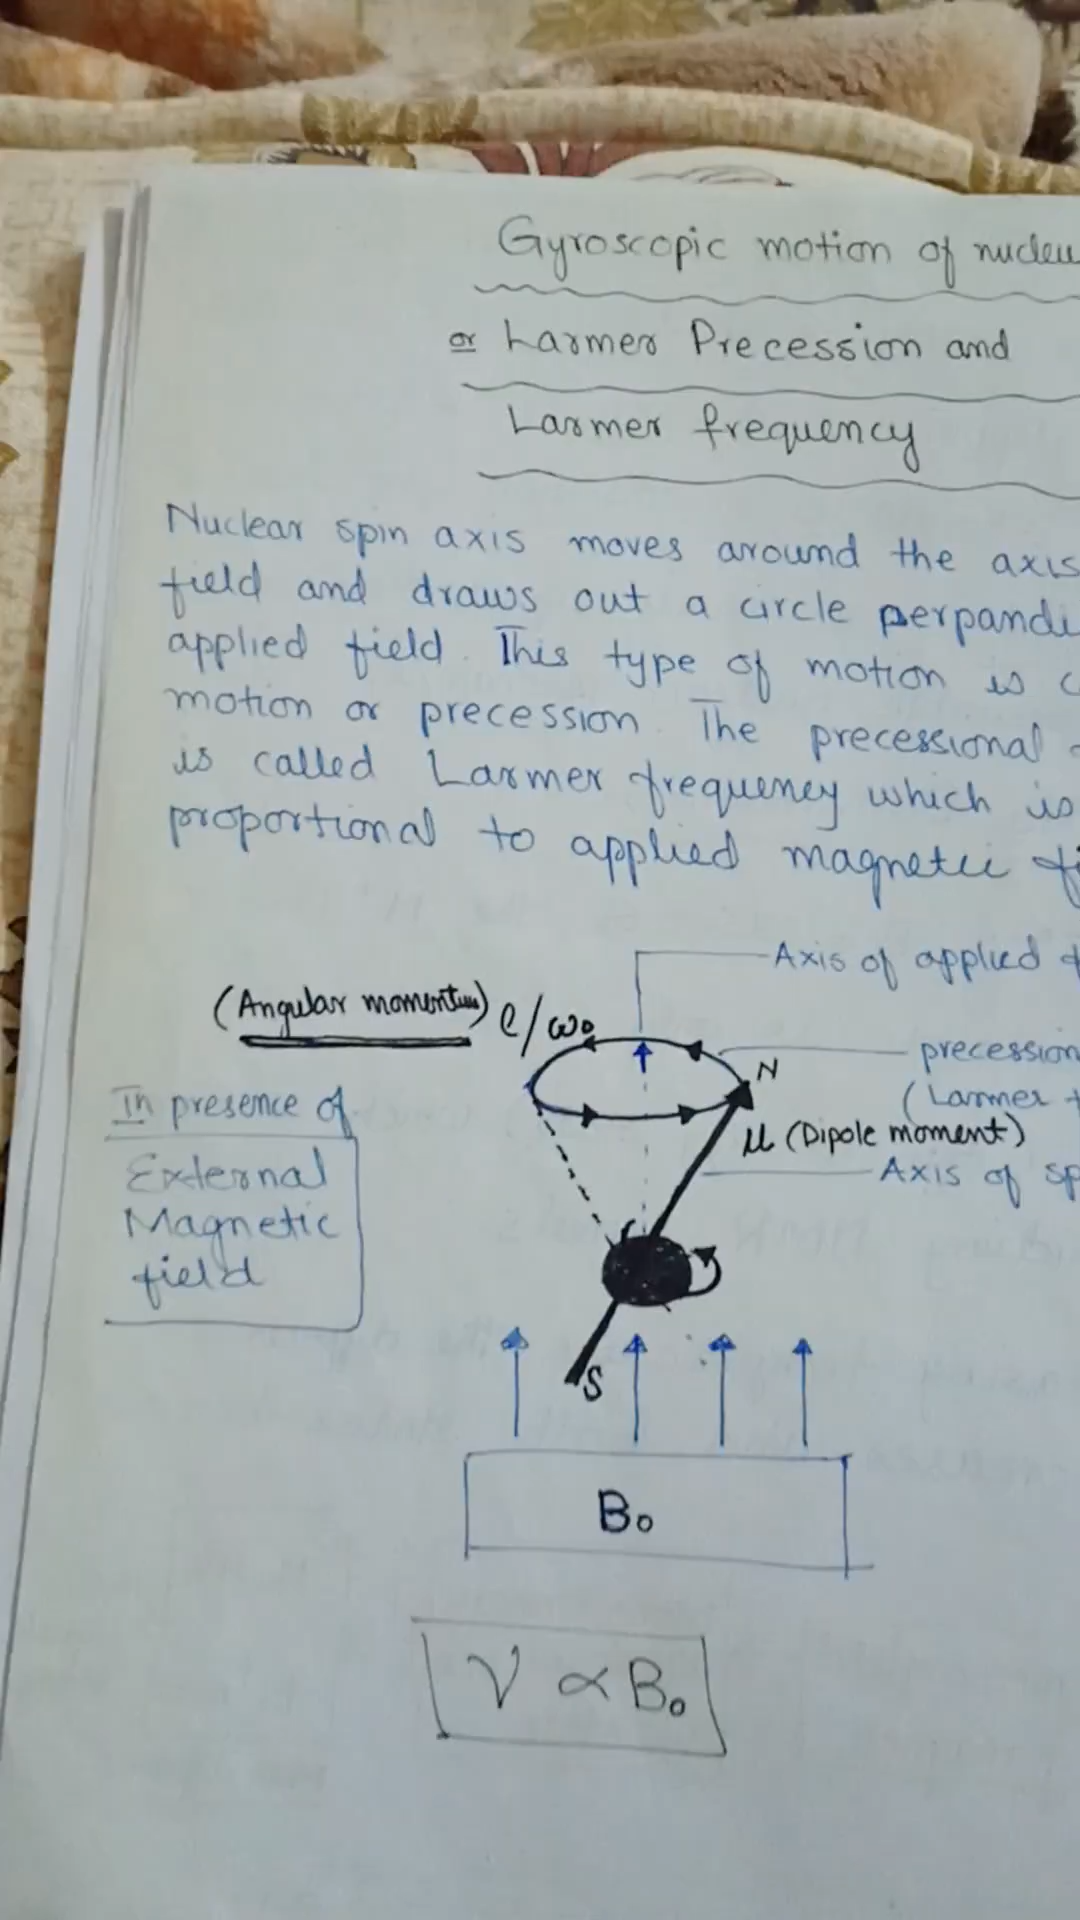 Gyroscopic motion of
or Larmer Precession and
Larmer frequency
Nuclear spin axis moves around the axis
field and draws out a circle
applied field. This type of motion is
motion or precession. The precessional
is called Larmer frequency which is
proportional to applied magnetic
Axis of applied
(Angular momentum) l/ω₀
precession
N
(Larmer
In presence of
External
Magnetic
field
μ (Dipole moment)
Axis of
S
B₀
ν ∝ B₀